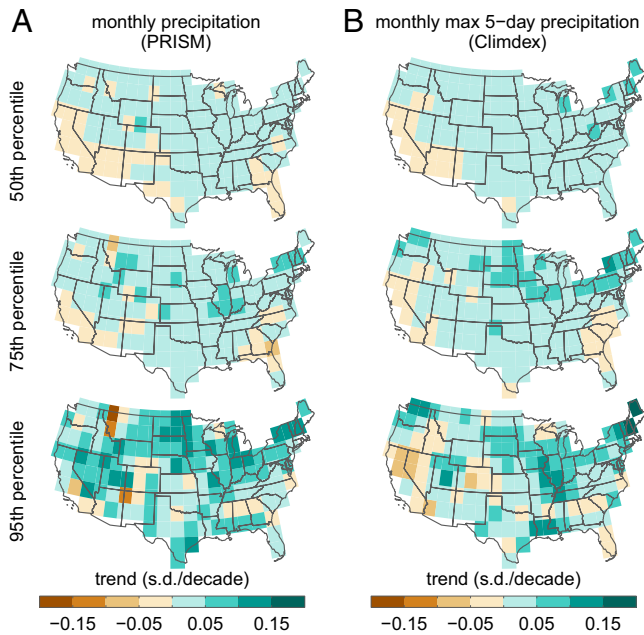 A
monthly precipitation
(PRISM)
B
monthly max 5−day precipitation
(Climdex)
50th percentile
75th percentile
95th percentile
trend (s.d./decade)
−0.15 −0.05 0.05 0.15
trend (s.d./decade)
−0.15 −0.05 0.05 0.15